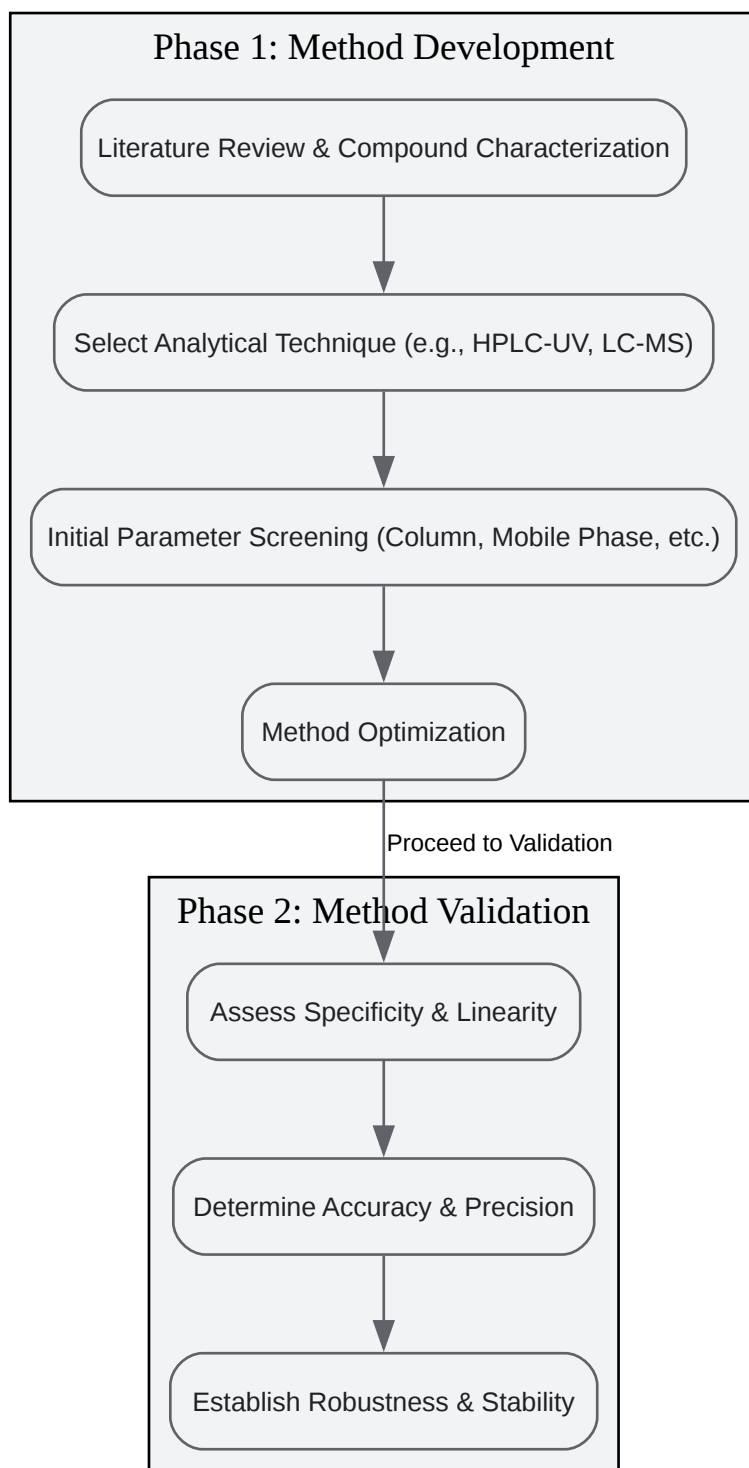 Phase 1: Method Development
Literature Review & Compound Characterization
Select Analytical Technique (e.g., HPLC-UV, LC-MS)
Initial Parameter Screening (Column, Mobile Phase, etc.)
Method Optimization
Proceed to Validation
Phase 2: Method Validation
Assess Specificity & Linearity
Determine Accuracy & Precision
Establish Robustness & Stability